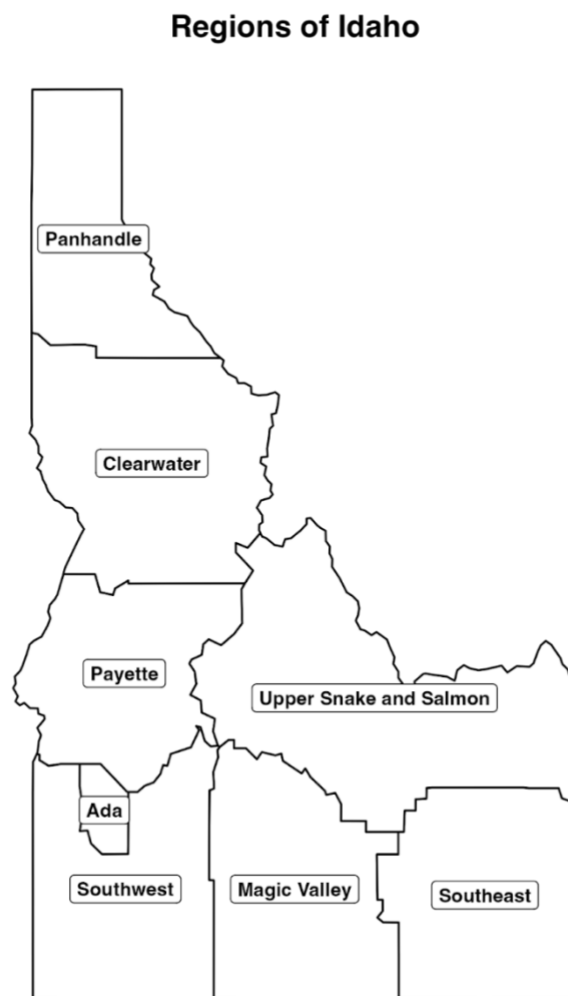 Regions of Idaho
Panhandle
Clearwater
Payette
Upper Snake and Salmon
Ada
Southwest
Magic Valley
Southeast